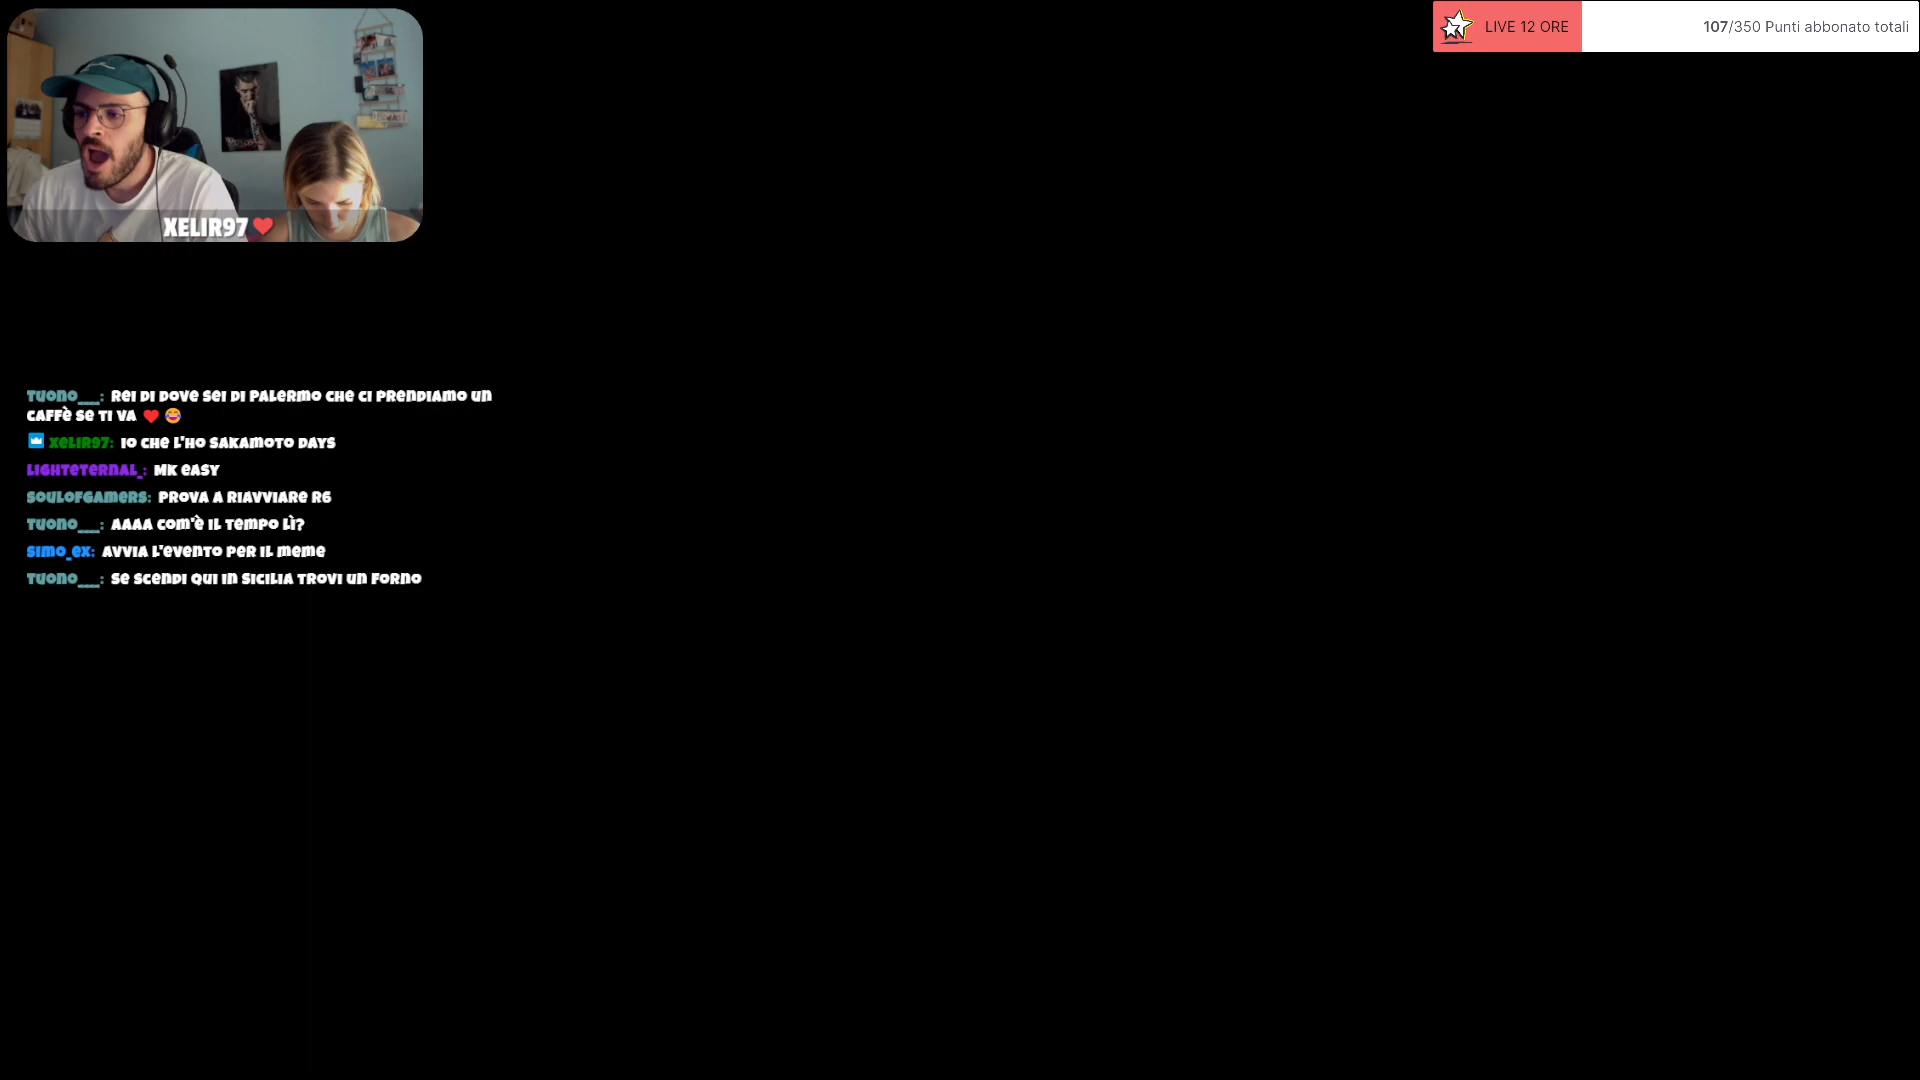 LIVE 12 ORE
107/350 Punti abbonato totali
XELIR97
Tuono___: Rei di dove sei di Palermo che ci prendiamo un
caffè se ti va ❤️ 😂
xelir97: io che l'ho sakamoto days
lighteternal_: mk easy
soulofgamers: prova a riavviare r6
Tuono___: aaaa com'è il tempo lì?
simo_ex: avvia l'evento per il meme
Tuono___: se scendi qui in sicilia trovi un forno